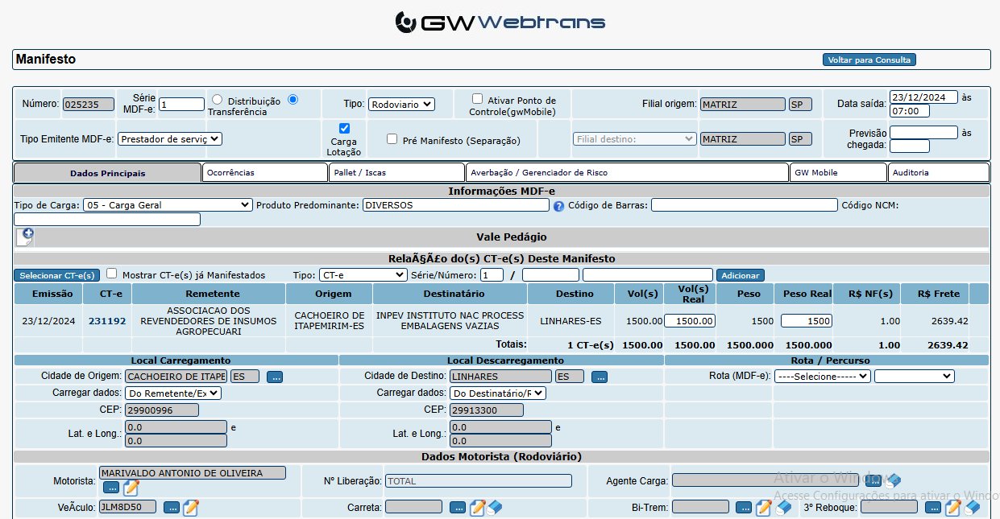 GW Webtrans
Manifesto
Voltar para Consulta
Número: 025235
Série MDF-e: 1
Distribuição
Transferência
Tipo: Rodoviario
Ativar Ponto de Controle(gwMobile)
Filial origem: MATRIZ SP
Data saída: 23/12/2024 às 07:00
Tipo Emitente MDF-e: Prestador de serviç
Carga Lotação
Pré Manifesto (Separação)
Filial destino: MATRIZ SP
Previsão chegada: às
Dados Principais Ocorrências Pallet / Iscas Averbação / Gerenciador de Risco GW Mobile Auditoria
Informações MDF-e
Tipo de Carga: 05 - Carga Geral Produto Predominante: DIVERSOS ? Código de Barras: Código NCM:
Vale Pedágio
RelaÃ§Ã£o do(s) CT-e(s) Deste Manifesto
Selecionar CT-e(s) Mostrar CT-e(s) já Manifestados Tipo: CT-e Série/Número: 1 / Adicionar
Emissão CT-e Remetente Origem Destinatário Destino Vol(s) Vol(s) Real Peso Peso Real R$ NF(s) R$ Frete
23/12/2024 231192 ASSOCIACAO DOS REVENDEDORES DE INSUMOS AGROPECUARI CACHOEIRO DE ITAPEMIRIM-ES INPEV INSTITUTO NAC PROCESS EMBALAGENS VAZIAS LINHARES-ES 1500.00 1500.00 1500 1500 1.00 2639.42
Totais: 1 CT-e(s) 1500.00 1500.00 1500.000 1500.000 1.00 2639.42
Local Carregamento Local Descarregamento Rota / Percurso
Cidade de Origem: CACHOEIRO DE ITAPE ES ... Cidade de Destino: LINHARES ES ... Rota (MDF-e): ----Selecione-----
Carregar dados: Do Remetente/Ex Carregar dados: Do Destinatário/R
CEP: 29900996 CEP: 29913300
Lat. e Long.: 0.0 e 0.0 Lat. e Long.: 0.0 e 0.0
Dados Motorista (Rodoviário)
Motorista: MARIVALDO ANTONIO DE OLIVEIRA ... Nº Liberação: TOTAL Agente Carga: ...
VeÃculo: JLM8D50 ... Carreta: ... Bi-Trem: ... 3º Reboque: ...
Ativar o Windows
Acesse Configurações para ativar o Windo